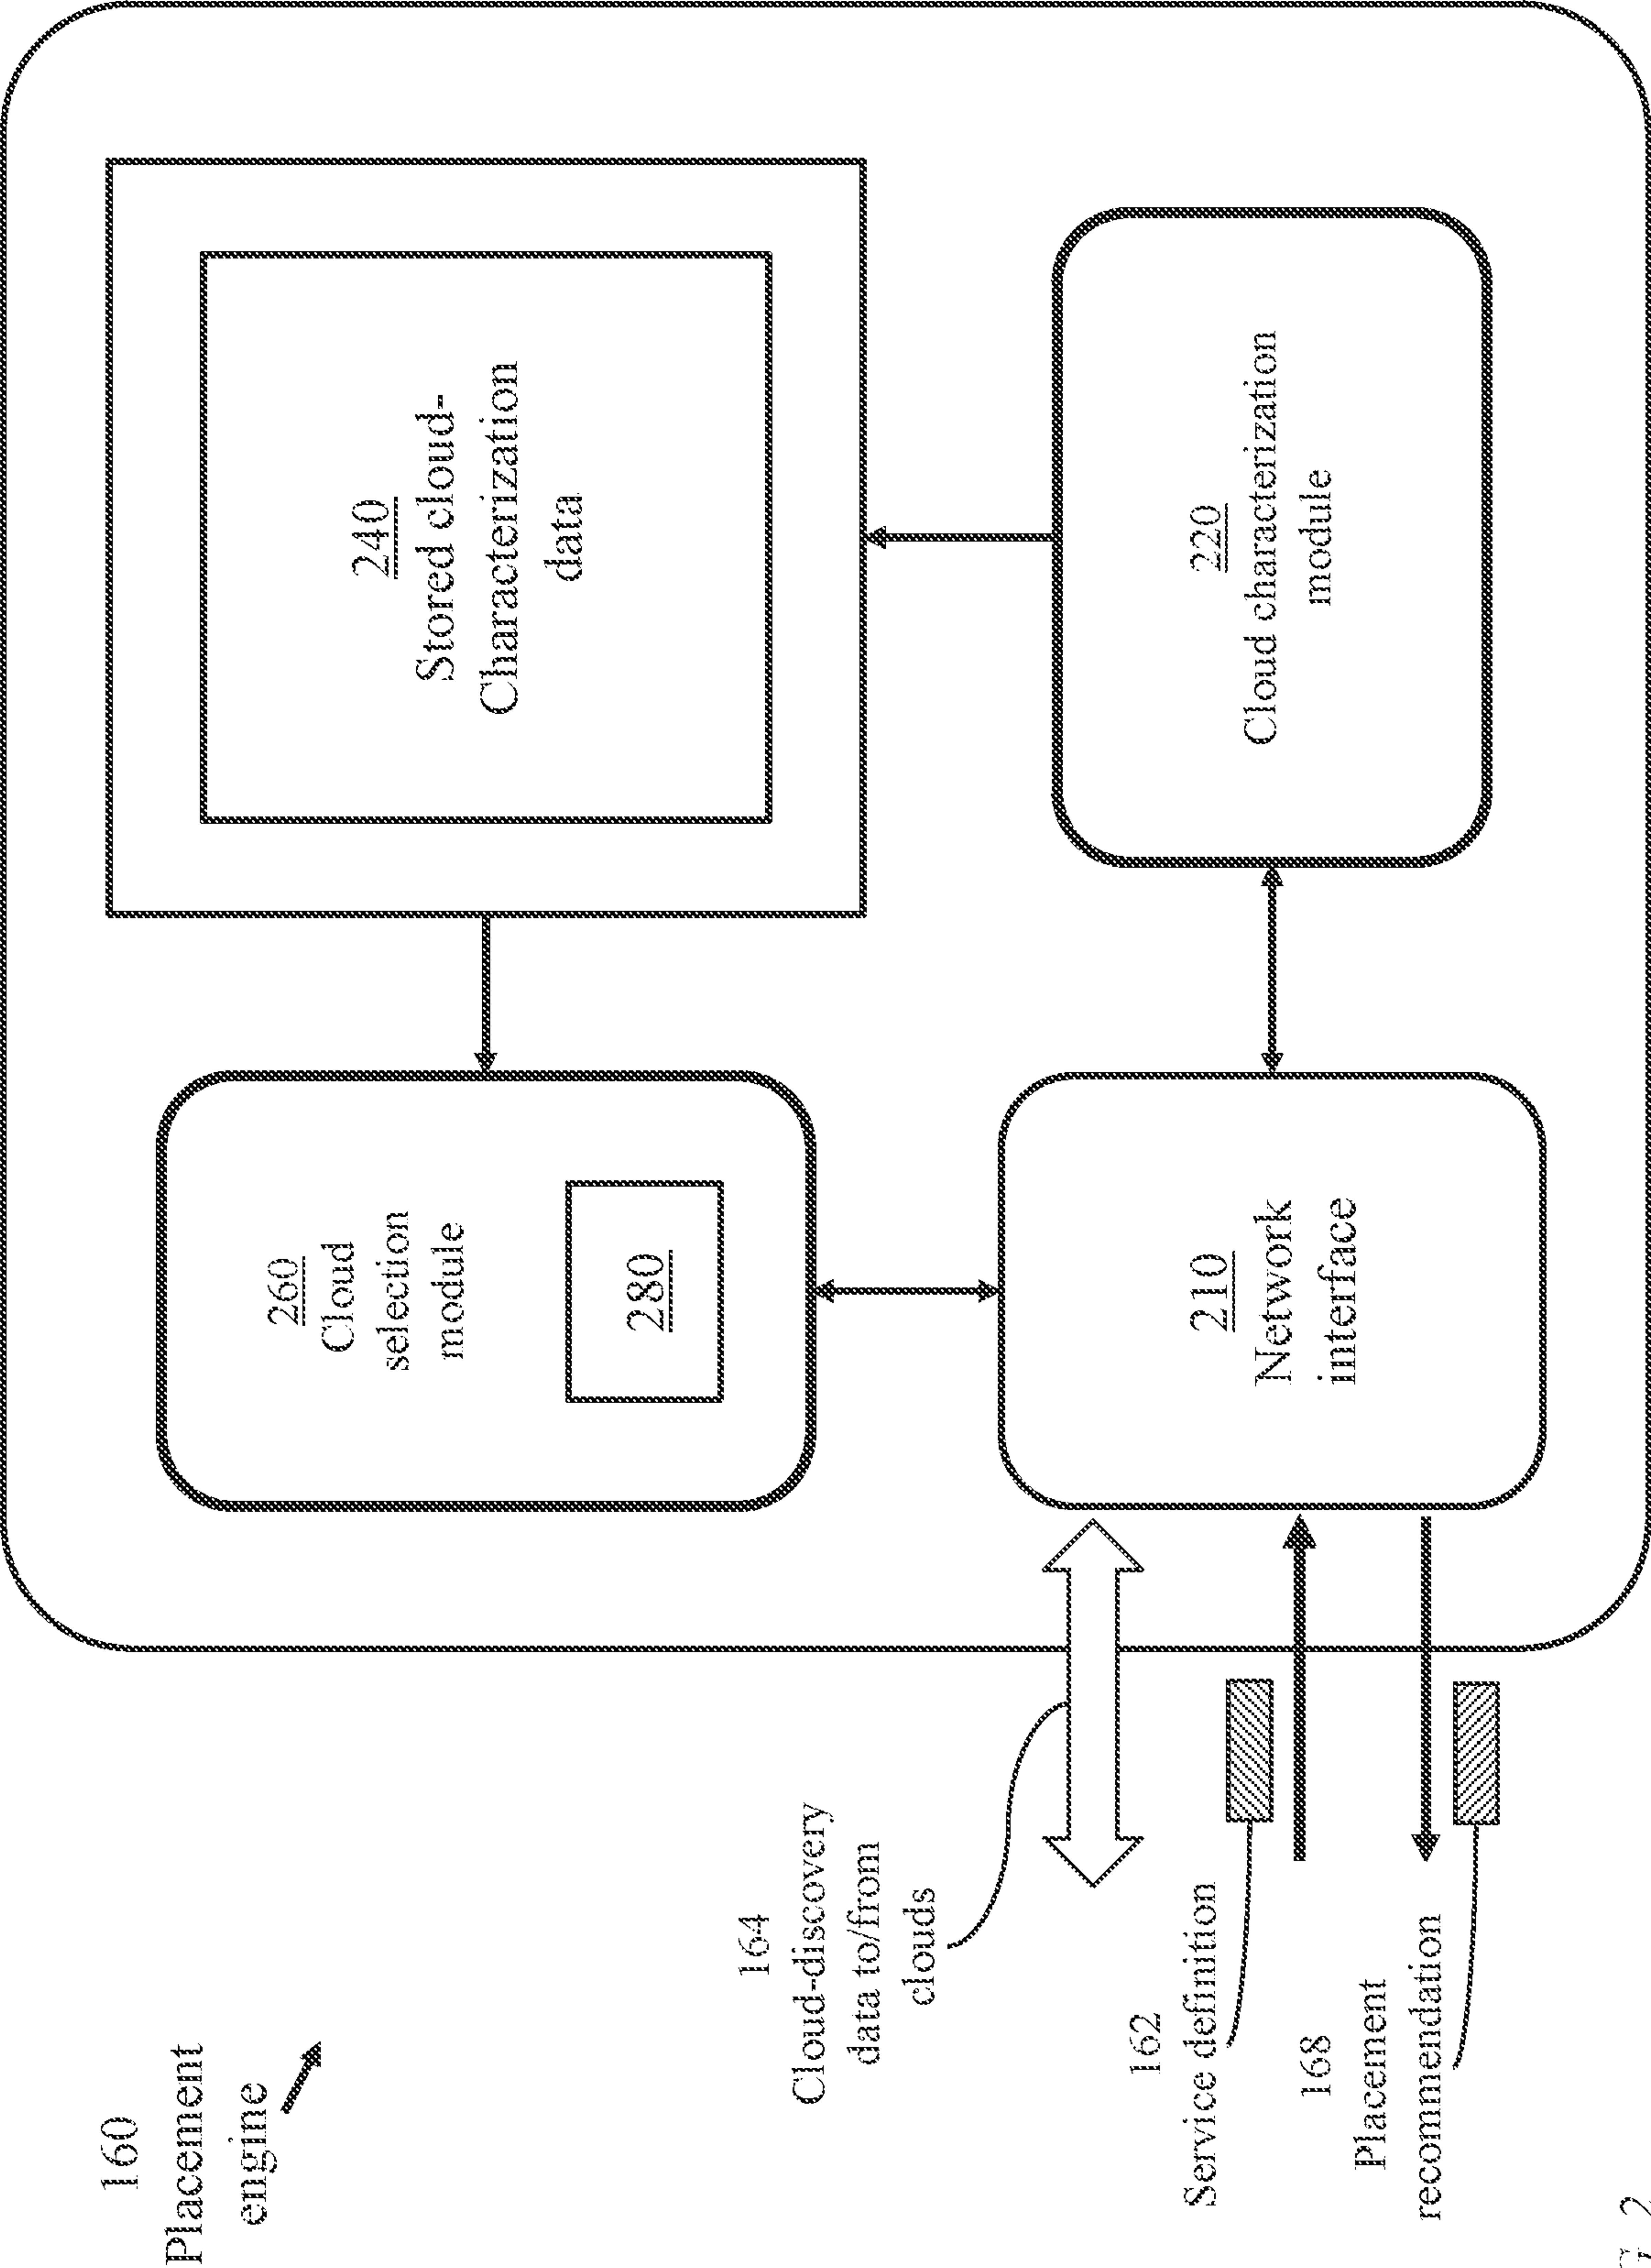 160
Placement
engine
260
Cloud
selection
module
280
240
Stored cloud-
Characterization
data
164
Cloud-discovery
data to/from
clouds
162
Service definition
168
Placement
recommendation
210
Network
interface
220
Cloud characterization
module
2